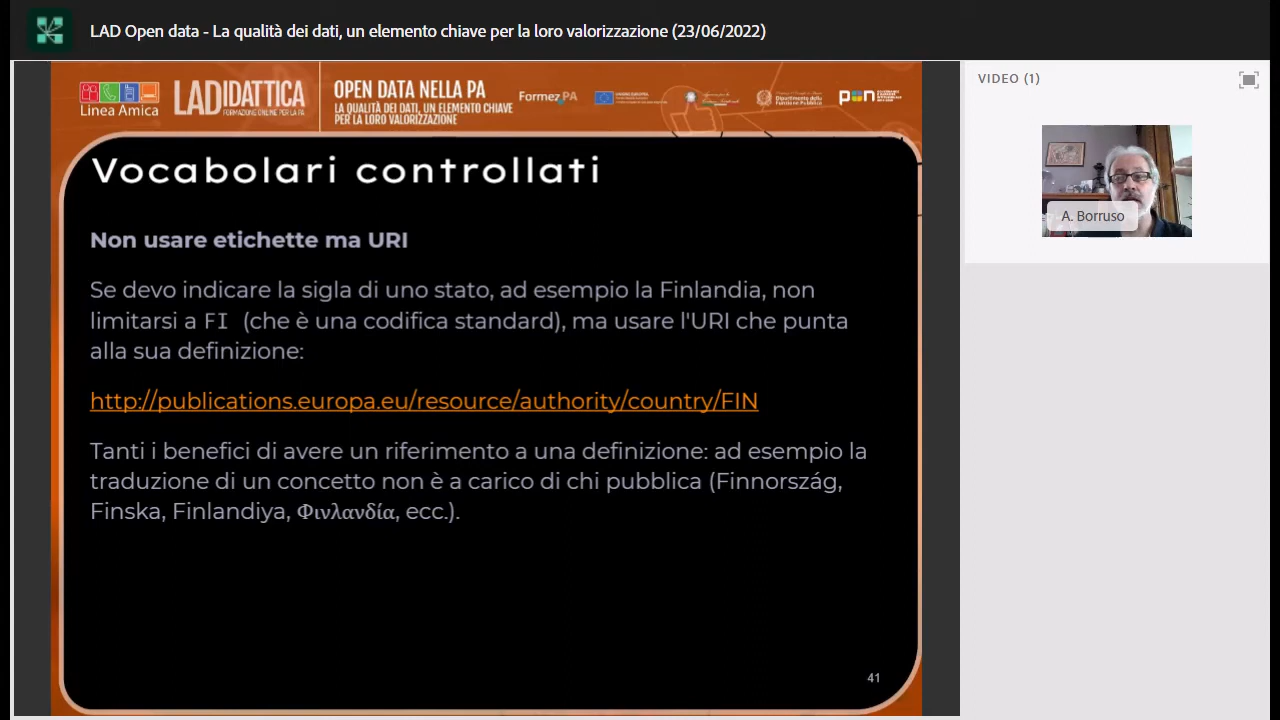 LAD Open data - La qualità dei dati, un elemento chiave per la loro valorizzazione (23/06/2022)
VIDEO (1)
Linea Amica
LADIDATTICA
FORMAZIONE ONLINE PER LA PA
OPEN DATA NELLA PA
LA QUALITÀ DEI DATI, UN ELEMENTO CHIAVE
PER LA LORO VALORIZZAZIONE
FormezPA
Dipartimento della
Funzione Pubblica
pon
A. Borruso
Vocabolari controllati
Non usare etichette ma URI
Se devo indicare la sigla di uno stato, ad esempio la Finlandia, non
limitarsi a FI (che è una codifica standard), ma usare l'URI che punta
alla sua definizione:
http://publications.europa.eu/resource/authority/country/FIN
Tanti i benefici di avere un riferimento a una definizione: ad esempio la
traduzione di un concetto non è a carico di chi pubblica (Finnország,
Finska, Finlandiya, Φινλανδία, ecc.).
41